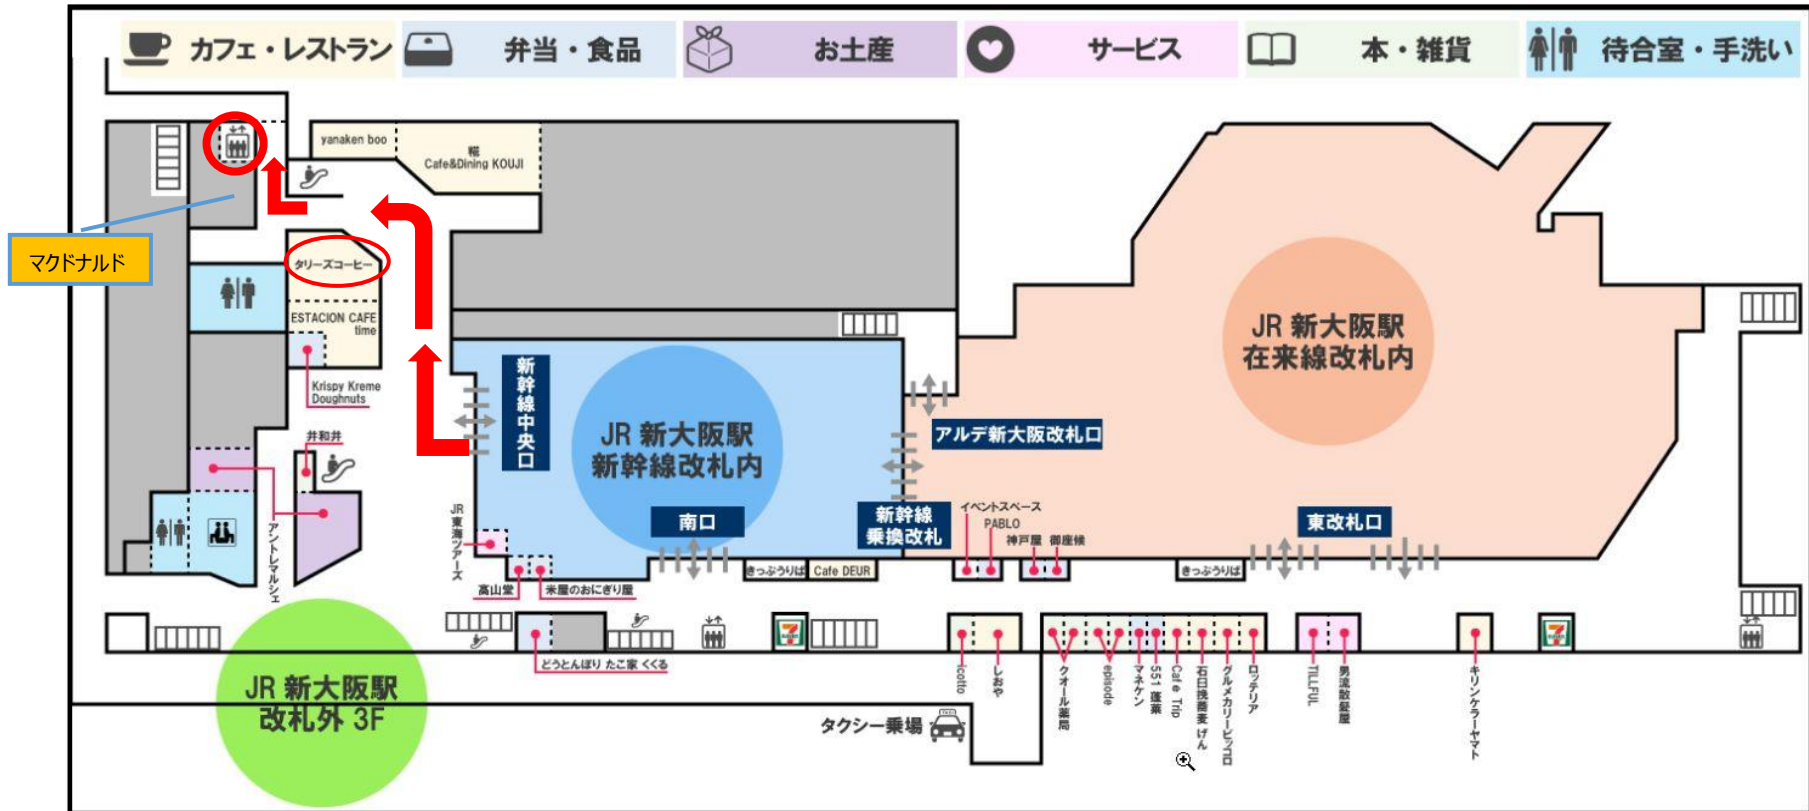 カフェ・レストラン
弁当・食品
お土産
サービス
本・雑貨
待合室・手洗い
yanaken boo
糀
Cafe&Dining KOUJI
マクドナルド
タリーズコーヒー
ESTACION CAFE
time
Krispy Kreme
Doughnuts
井和井
アントレマルシェ
新幹線中央口
JR 新大阪駅
新幹線改札内
JR 新大阪駅
在来線改札内
アルデ新大阪改札口
新幹線
乗換改札
南口
東改札口
JR東海ツアーズ
高山堂
米屋のおにぎり屋
きっぷうりば
Cafe DEUR
イベントスペース
PABLO
神戸屋
御座候
きっぷうりば
どうとんぼり たこ家 くくる
JR 新大阪駅
改札外 3F
タクシー乗場
TAXI
7
ELEVEN
icotto
しおや
クオール薬局
episode
マネケン
551 蓬莱
Cafe Trip
石臼挽蕎麦 げん
グルメカリーピッコロ
ロッテリア
TILLFUL
男流散髪屋
キリンケラーヤマト
7
ELEVEN